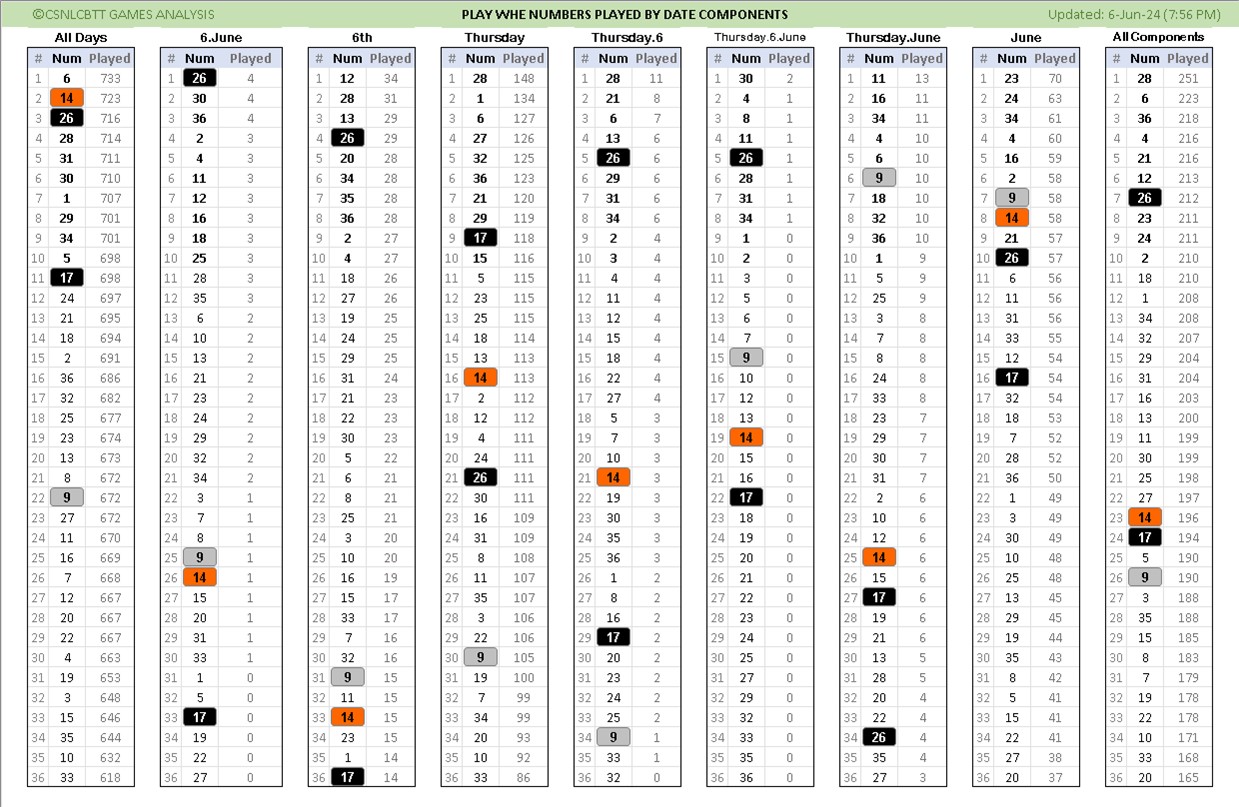 ©CSNLCBTT GAMES ANALYSIS PLAY WHE NUMBERS PLAYED BY DATE COMPONENTS Updated: 6-Jun-24 (7:56 PM)
All Days 6.June 6th Thursday Thursday.6 Thursday.6.June Thursday.June June All Components
# Num Played # Num Played # Num Played # Num Played # Num Played # Num Played # Num Played # Num Played # Num Played
1 6 733 1 26 4 1 12 34 1 28 148 1 28 11 1 30 2 1 11 13 1 23 70 1 28 251
2 14 723 2 30 4 2 28 31 2 1 134 2 21 8 2 4 1 2 16 11 2 24 63 2 6 223
3 26 716 3 36 4 3 13 29 3 6 127 3 6 7 3 8 1 3 34 11 3 34 61 3 36 218
4 28 714 4 2 3 4 26 29 4 27 126 4 13 6 4 11 1 4 4 10 4 4 60 4 4 216
5 31 711 5 4 3 5 20 28 5 32 125 5 26 6 5 26 1 5 6 10 5 16 59 5 21 216
6 30 710 6 11 3 6 34 28 6 36 123 6 29 6 6 28 1 6 9 10 6 2 58 6 12 213
7 1 707 7 12 3 7 35 28 7 21 120 7 31 6 7 31 1 7 18 10 7 9 58 7 26 212
8 29 701 8 16 3 8 36 28 8 29 119 8 34 6 8 34 1 8 32 10 8 14 58 8 23 211
9 34 701 9 18 3 9 2 27 9 17 118 9 2 4 9 1 0 9 36 10 9 21 57 9 24 211
10 5 698 10 25 3 10 4 27 10 15 116 10 3 4 10 2 0 10 1 9 10 26 57 10 2 210
11 17 698 11 28 3 11 18 26 11 5 115 11 4 4 11 3 0 11 5 9 11 6 56 11 18 210
12 24 697 12 35 3 12 27 26 12 23 115 12 11 4 12 5 0 12 25 9 12 11 56 12 1 208
13 21 695 13 6 2 13 19 25 13 25 115 13 12 4 13 6 0 13 3 8 13 31 56 13 34 208
14 18 694 14 10 2 14 24 25 14 18 114 14 15 4 14 7 0 14 7 8 14 33 55 14 32 207
15 2 691 15 13 2 15 29 25 15 13 113 15 18 4 15 9 0 15 8 8 15 12 54 15 29 204
16 36 686 16 21 2 16 31 24 16 14 113 16 22 4 16 10 0 16 24 8 16 17 54 16 31 204
17 32 682 17 23 2 17 21 23 17 2 112 17 27 4 17 12 0 17 33 8 17 32 54 17 16 203
18 25 677 18 24 2 18 22 23 18 12 112 18 5 3 18 13 0 18 23 7 18 18 53 18 13 200
19 23 674 19 29 2 19 30 23 19 4 111 19 7 3 19 14 0 19 29 7 19 7 52 19 11 199
20 13 673 20 32 2 20 5 22 20 24 111 20 10 3 20 15 0 20 30 7 20 28 52 20 30 199
21 8 672 21 34 2 21 6 21 21 26 111 21 14 3 21 16 0 21 31 7 21 36 50 21 25 198
22 9 672 22 3 1 22 8 21 22 30 111 22 19 3 22 17 0 22 2 6 22 1 49 22 27 197
23 27 672 23 7 1 23 25 21 23 16 109 23 30 3 23 18 0 23 10 6 23 3 49 23 14 196
24 11 670 24 8 1 24 3 20 24 31 109 24 35 3 24 19 0 24 12 6 24 30 49 24 17 194
25 16 669 25 9 1 25 10 20 25 8 108 25 36 3 25 20 0 25 14 6 25 10 48 25 5 190
26 7 668 26 14 1 26 16 19 26 11 107 26 1 2 26 21 0 26 15 6 26 25 48 26 9 190
27 12 667 27 15 1 27 15 17 27 35 107 27 8 2 27 22 0 27 17 6 27 13 45 27 3 188
28 20 667 28 20 1 28 33 17 28 3 106 28 16 2 28 23 0 28 19 6 28 29 45 28 35 188
29 22 667 29 31 1 29 7 16 29 22 106 29 17 2 29 24 0 29 21 6 29 19 44 29 15 185
30 4 663 30 33 1 30 32 16 30 9 105 30 20 2 30 25 0 30 13 5 30 35 43 30 8 183
31 19 653 31 1 0 31 9 15 31 19 100 31 23 2 31 27 0 31 28 5 31 8 42 31 7 179
32 3 648 32 5 0 32 11 15 32 7 99 32 24 2 32 29 0 32 20 4 32 5 41 32 19 178
33 15 646 33 17 0 33 14 15 33 34 99 33 25 2 33 32 0 33 22 4 33 15 41 33 22 178
34 35 644 34 19 0 34 23 15 34 20 93 34 9 1 34 33 0 34 26 4 34 22 41 34 10 171
35 10 632 35 22 0 35 1 14 35 10 92 35 33 1 35 35 0 35 35 4 35 27 38 35 33 168
36 33 618 36 27 0 36 17 14 36 33 86 36 32 0 36 36 0 36 27 3 36 20 37 36 20 165